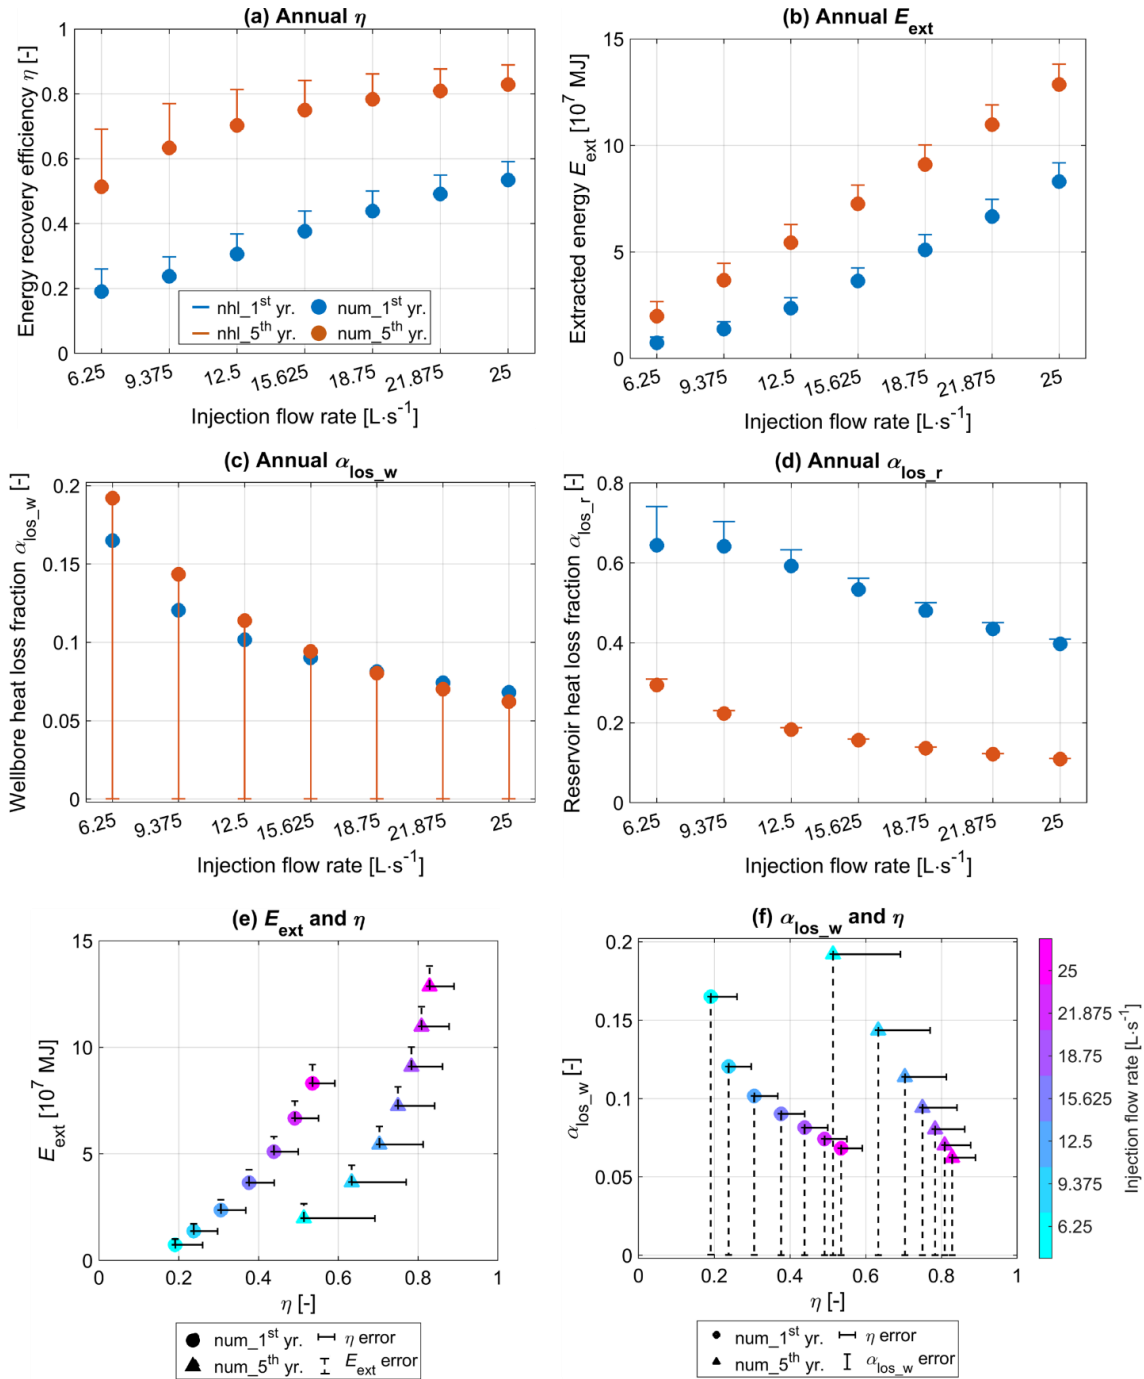 (a) Annual η
Energy recovery efficiency η [-]
1
0.8
0.6
0.4
0.2
0
nhl_1st yr.
num_1st yr.
nhl_5th yr.
num_5th yr.
6.25
9.375
12.5
15.625
18.75
21.875
25
Injection flow rate [L·s-1]
(b) Annual Eext
Extracted energy Eext [10^7 MJ]
15
10
5
0
6.25
9.375
12.5
15.625
18.75
21.875
25
Injection flow rate [L·s-1]
(c) Annual αlos_w
Wellbore heat loss fraction αlos_w [-]
0.2
0.15
0.1
0.05
0
6.25
9.375
12.5
15.625
18.75
21.875
25
Injection flow rate [L·s-1]
(d) Annual αlos_r
Reservoir heat loss fraction αlos_r [-]
0.8
0.6
0.4
0.2
0
6.25
9.375
12.5
15.625
18.75
21.875
25
Injection flow rate [L·s-1]
(e) Eext and η
Eext [10^7 MJ]
15
10
5
0
0
0.2
0.4
0.6
0.8
1
η [-]
num_1st yr.
η error
num_5th yr.
Eext error
(f) αlos_w and η
αlos_w [-]
0.2
0.15
0.1
0.05
0
0
0.2
0.4
0.6
0.8
1
η [-]
num_1st yr.
η error
num_5th yr.
αlos_w error
25
21.875
18.75
15.625
12.5
9.375
6.25
Injection flow rate [L·s-1]